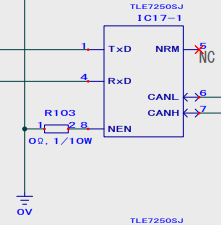 TLE7250SJ
IC17-1
1 TxD NRM 5
NC
4 RxD
CANL 6
R103 CANH 7
1 2 8 NEN
0Ω, 1/10W
0V
TLE7250SJ